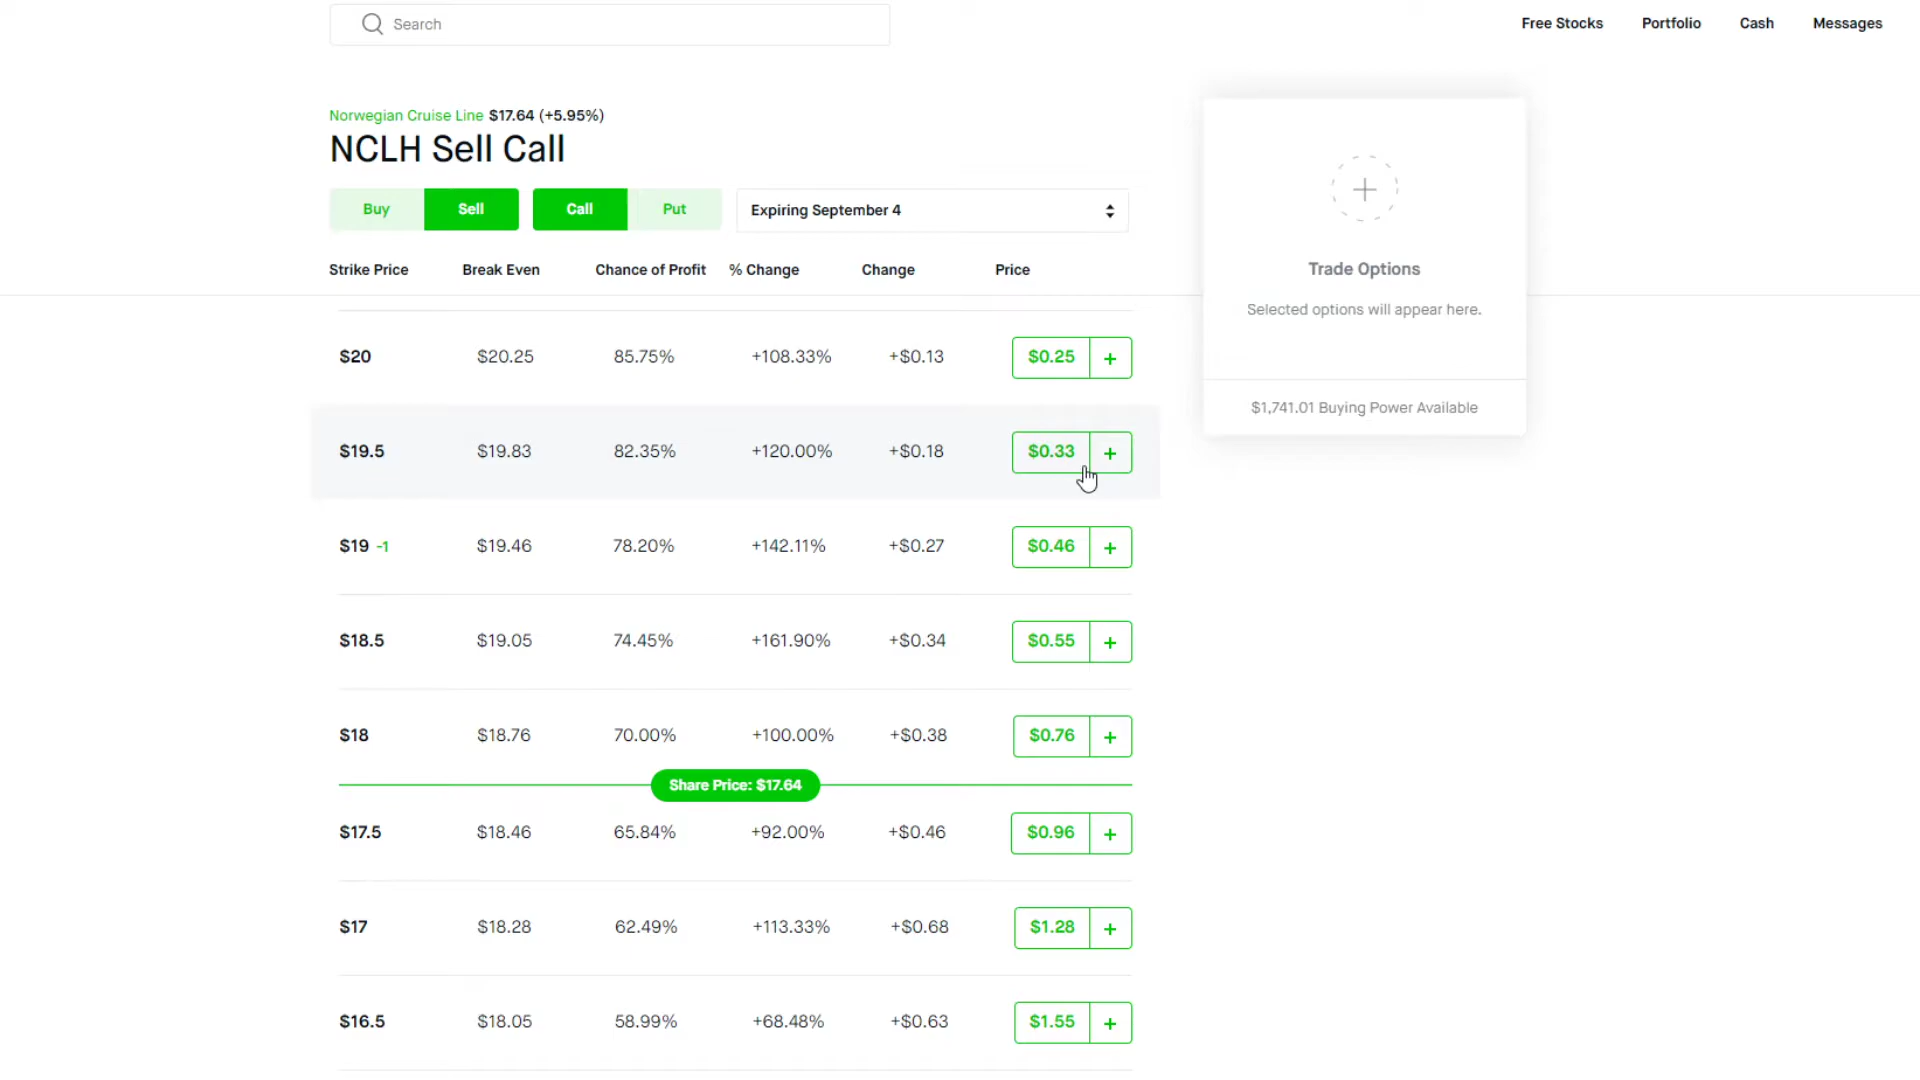 Search
Free Stocks Portfolio Cash Messages
Norwegian Cruise Line $17.64 (+5.95%)
NCLH Sell Call
Buy Sell Call Put Expiring September 4
Strike Price Break Even Chance of Profit % Change Change Price
$20 $20.25 85.75% +108.33% +$0.13 $0.25 +
$19.5 $19.83 82.35% +120.00% +$0.18 $0.33 +
$19 -1 $19.46 78.20% +142.11% +$0.27 $0.46 +
$18.5 $19.05 74.45% +161.90% +$0.34 $0.55 +
$18 $18.76 70.00% +100.00% +$0.38 $0.76 +
Share Price: $17.64
$17.5 $18.46 65.84% +92.00% +$0.46 $0.96 +
$17 $18.28 62.49% +113.33% +$0.68 $1.28 +
$16.5 $18.05 58.99% +68.48% +$0.63 $1.55 +
Trade Options
Selected options will appear here.
$1,741.01 Buying Power Available